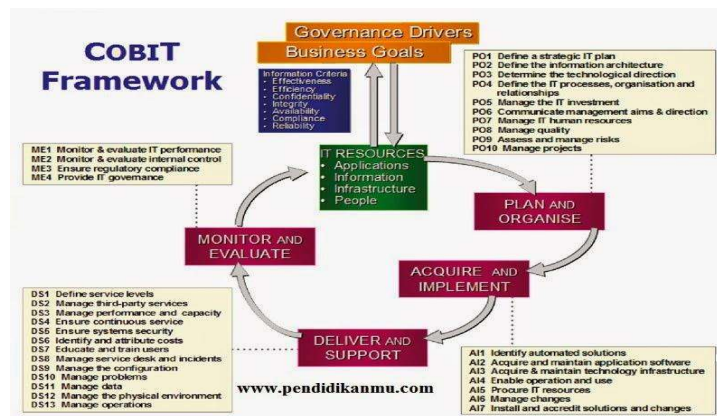 COBIT
Framework
Governance Drivers
Business Goals
Information Criteria
• Effectiveness
• Efficiency
• Confidentiality
• Integrity
• Availability
• Compliance
• Reliability
IT RESOURCES
• Applications
• Information
• Infrastructure
• People
PO1 Define a strategic IT plan
PO2 Define the information architecture
PO3 Determine the technological direction
PO4 Define the IT processes, organisation and
relationships
PO5 Manage the IT investment
PO6 Communicate management aims & direction
PO7 Manage IT human resources
PO8 Manage quality
PO9 Assess and manage risks
PO10 Manage projects
PLAN AND
ORGANISE
ACQUIRE AND
IMPLEMENT
AI1 Identify automated solutions
AI2 Acquire and maintain application software
AI3 Acquire & maintain technology infrastructure
AI4 Enable operation and use
AI5 Procure IT resources
AI6 Manage changes
AI7 Install and accredit solutions and changes
DELIVER AND
SUPPORT
DS1 Define service levels
DS2 Manage third-party services
DS3 Manage performance and capacity
DS4 Ensure continuous service
DS5 Ensure systems security
DS6 Identify and attribute costs
DS7 Educate and train users
DS8 Manage service desk and incidents
DS9 Manage the configuration
DS10 Manage problems
DS11 Manage data
DS12 Manage the physical environment
DS13 Manage operations
MONITOR AND
EVALUATE
ME1 Monitor & evaluate IT performance
ME2 Monitor & evaluate internal control
ME3 Ensure regulatory compliance
ME4 Provide IT governance
www.pendidikanmu.com